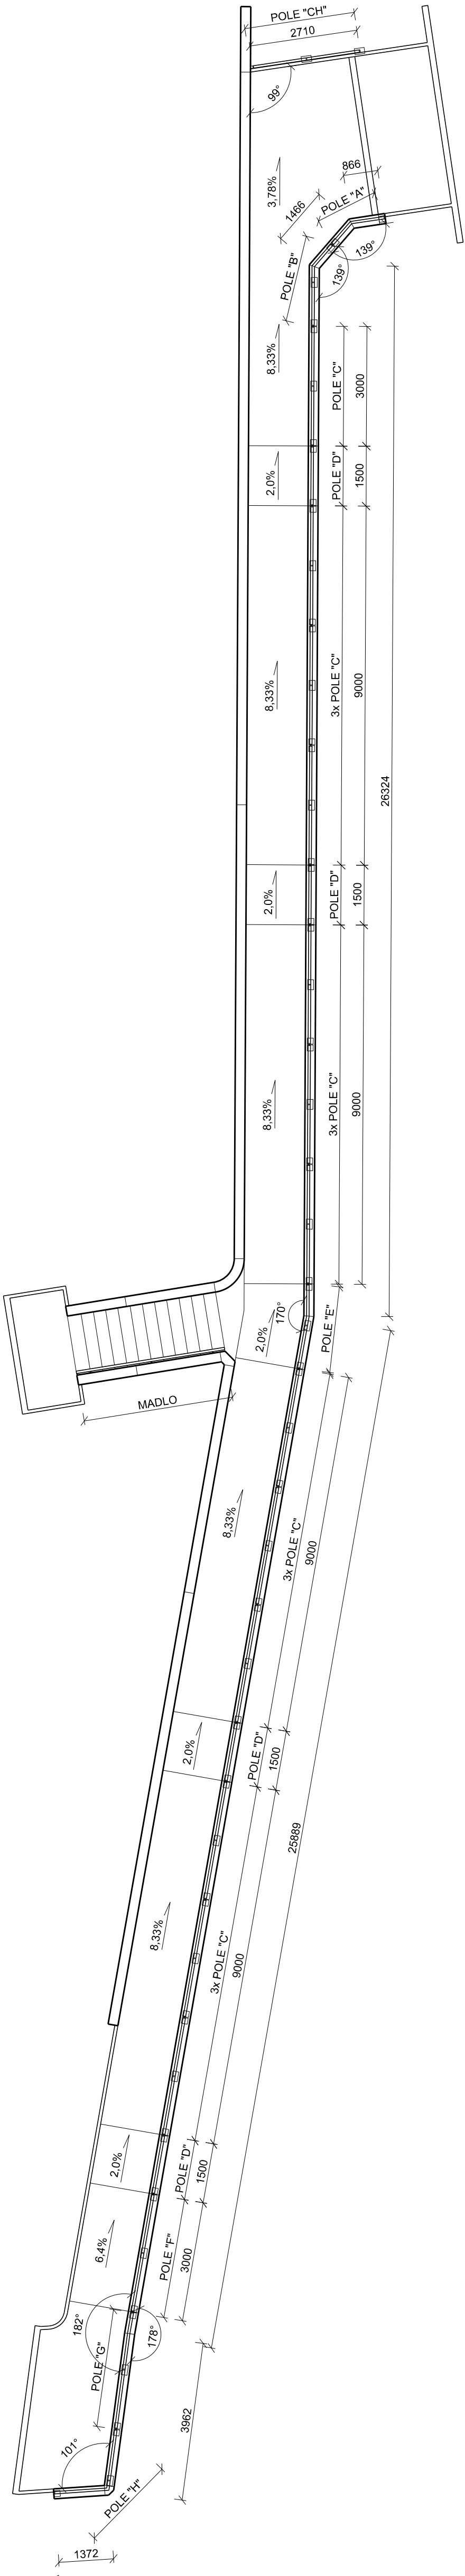 POLE "CH"
2710
99°
3,78%
866
POLE "A"
1466
139°
139°
POLE "B"
8,33%
POLE "C"
3000
2,0%
POLE "D"
1500
8,33%
3x POLE "C"
9000
26324
2,0%
POLE "D"
1500
8,33%
3x POLE "C"
9000
170°
2,0%
POLE "E"
MADLO
8,33%
3x POLE "C"
9000
2,0%
POLE "D"
1500
25889
8,33%
3x POLE "C"
9000
2,0%
POLE "D"
1500
6,4%
POLE "F"
3000
182°
178°
POLE "G"
3962
101°
POLE "H"
1372